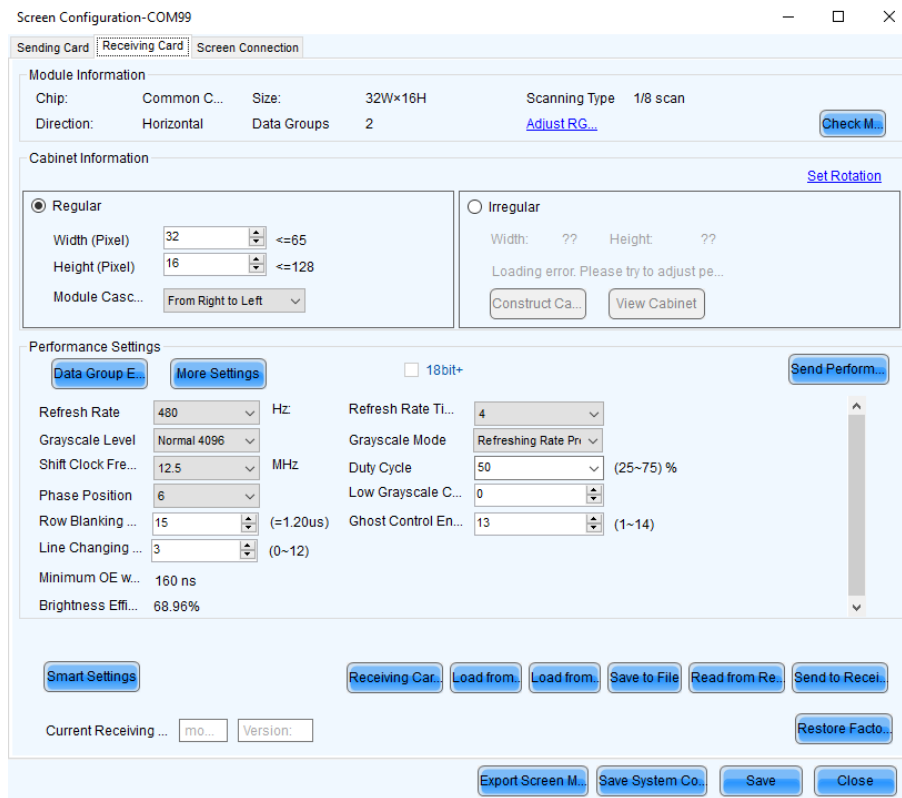 Screen Configuration-COM99
Sending Card Receiving Card Screen Connection
Module Information
Chip: Common C... Size: 32W×16H Scanning Type 1/8 scan
Direction: Horizontal Data Groups 2 Adjust RG... Check M...
Cabinet Information
Set Rotation
Regular
Width (Pixel) 32 <=65
Height (Pixel) 16 <=128
Module Casc... From Right to Left
Irregular
Width: ?? Height: ??
Loading error. Please try to adjust pe...
Construct Ca... View Cabinet
Performance Settings
Data Group E... More Settings 18bit+ Send Perform...
Refresh Rate 480 Hz: Refresh Rate Ti... 4
Grayscale Level Normal 4096 Grayscale Mode Refreshing Rate Pri
Shift Clock Fre... 12.5 MHz Duty Cycle 50 (25~75) %
Phase Position 6 Low Grayscale C... 0
Row Blanking ... 15 (=1.20us) Ghost Control En... 13 (1~14)
Line Changing ... 3 (0~12)
Minimum OE w... 160 ns
Brightness Effi... 68.96%
Smart Settings Receiving Car... Load from... Load from... Save to File Read from Re... Send to Recei...
Current Receiving ... mo... Version: Restore Facto...
Export Screen M... Save System Co... Save Close